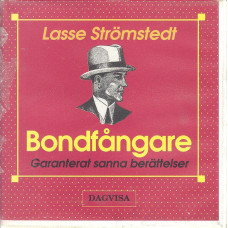 Lasse Strömstedt
Bondfångare
Garanterat sanna berättelser
DAGVISA